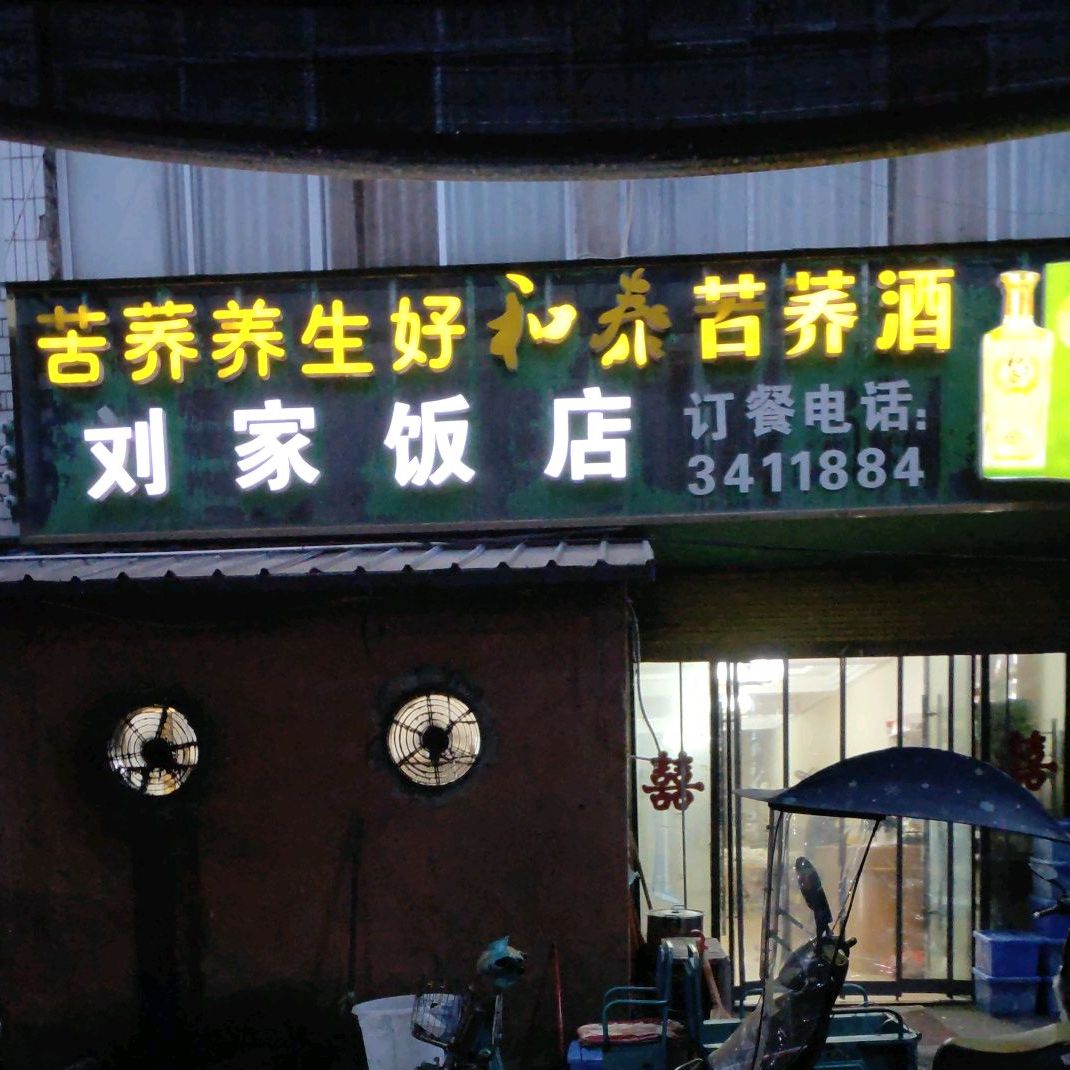 苦荞养生好和泰苦荞酒
刘家饭店
订餐电话:
3411884
囍
囍